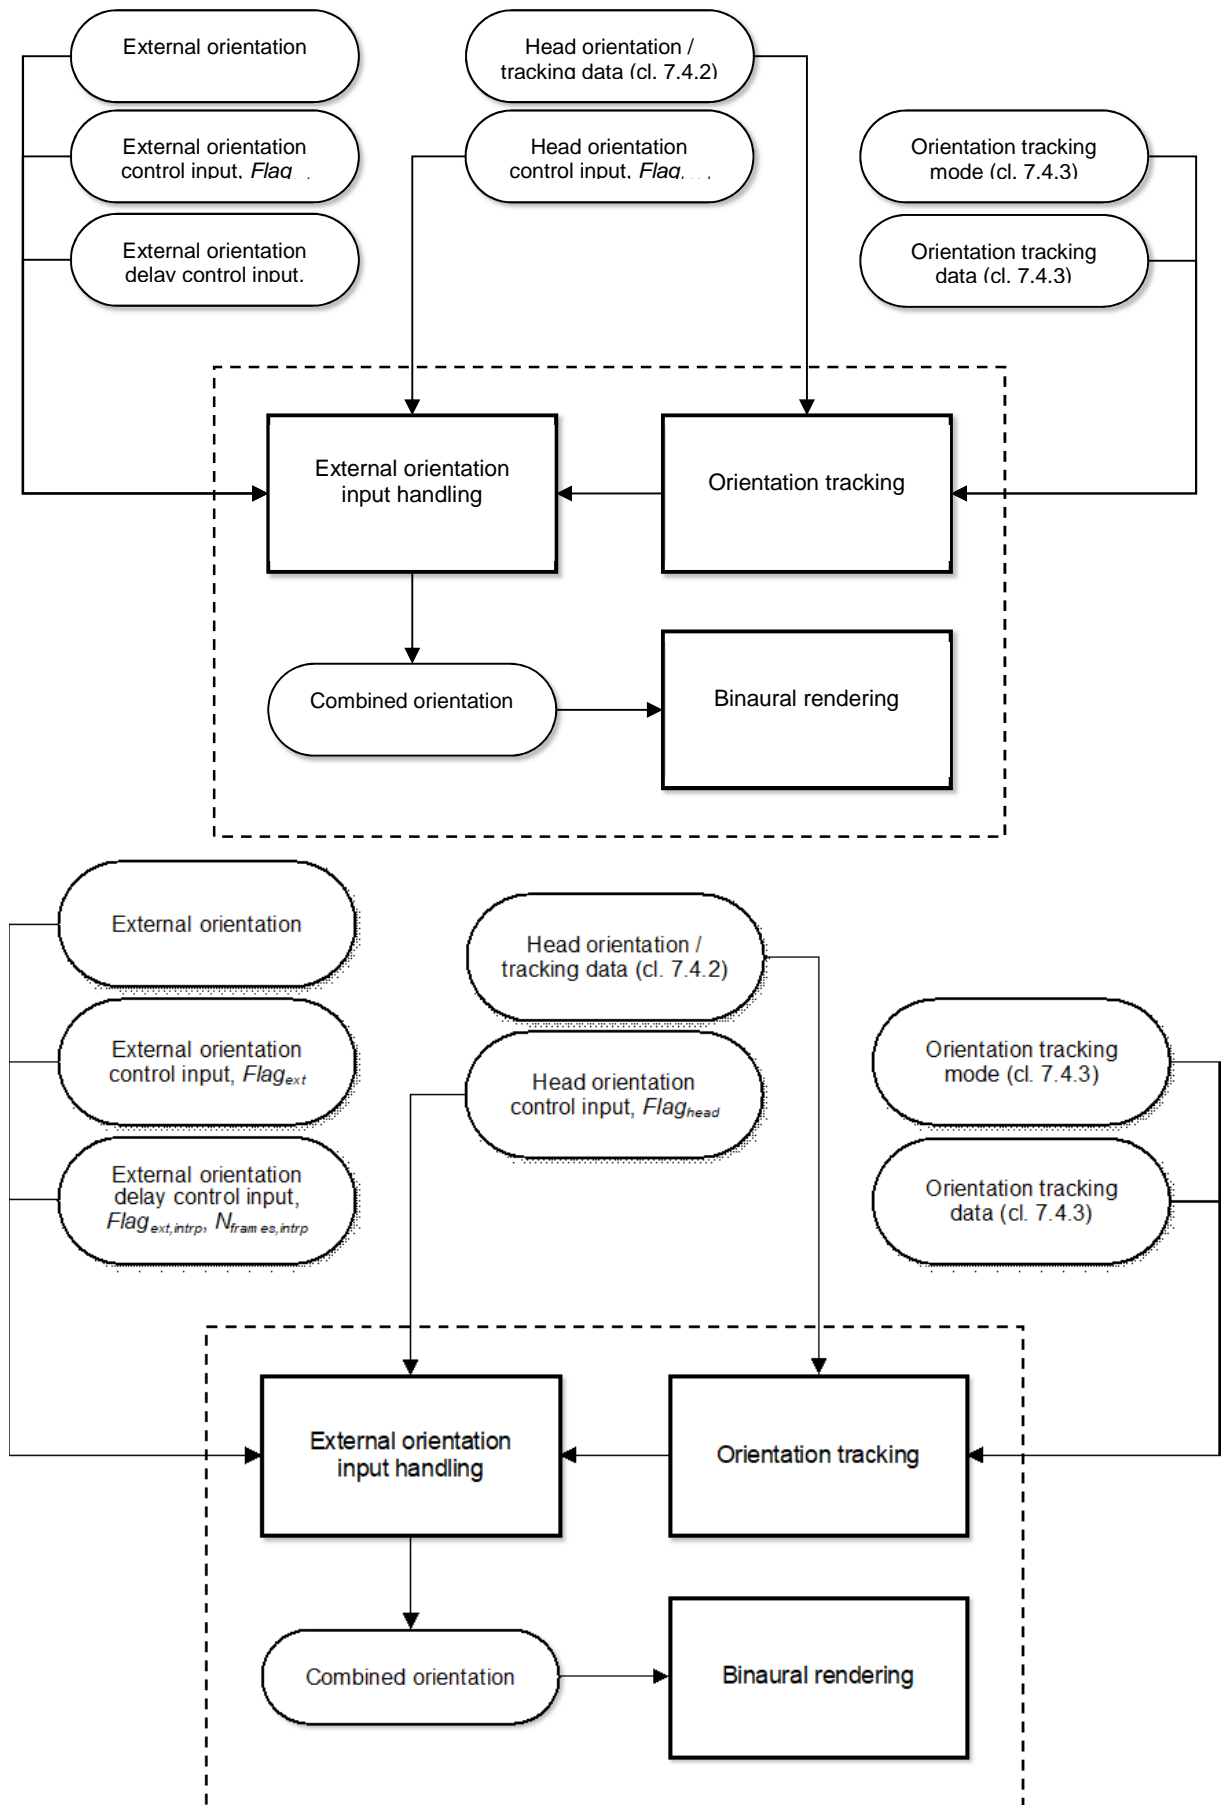 External orientation
Head orientation /
tracking data (cl. 7.4.2)
External orientation
control input, Flag
Head orientation
control input, Flag
Orientation tracking
mode (cl. 7.4.3)
External orientation
delay control input,
Orientation tracking
data (cl. 7.4.3)
External orientation
input handling
Orientation tracking
Combined orientation
Binaural rendering
External orientation
Head orientation /
tracking data (cl. 7.4.2)
External orientation
control input, Flag_ext
Head orientation
control input, Flag_head
Orientation tracking
mode (cl. 7.4.3)
External orientation
delay control input,
Flag_ext,intrp, N_frames,intrp
Orientation tracking
data (cl. 7.4.3)
External orientation
input handling
Orientation tracking
Combined orientation
Binaural rendering